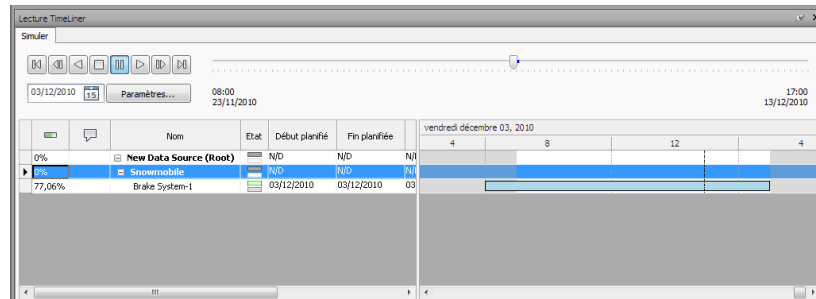 Lecture TimeLiner
Simuler
03/12/2010 15 Paramètres...
08:00
23/11/2010
17:00
13/12/2010
Nom Etat Début planifié Fin planifiée
vendredi décembre 03, 2010
4 8 12 4
0% New Data Source (Root) N/D N/D N/I
0% Snowmobile N/D N/D N/I
77,06% Brake System-1 03/12/2010 03/12/2010 03